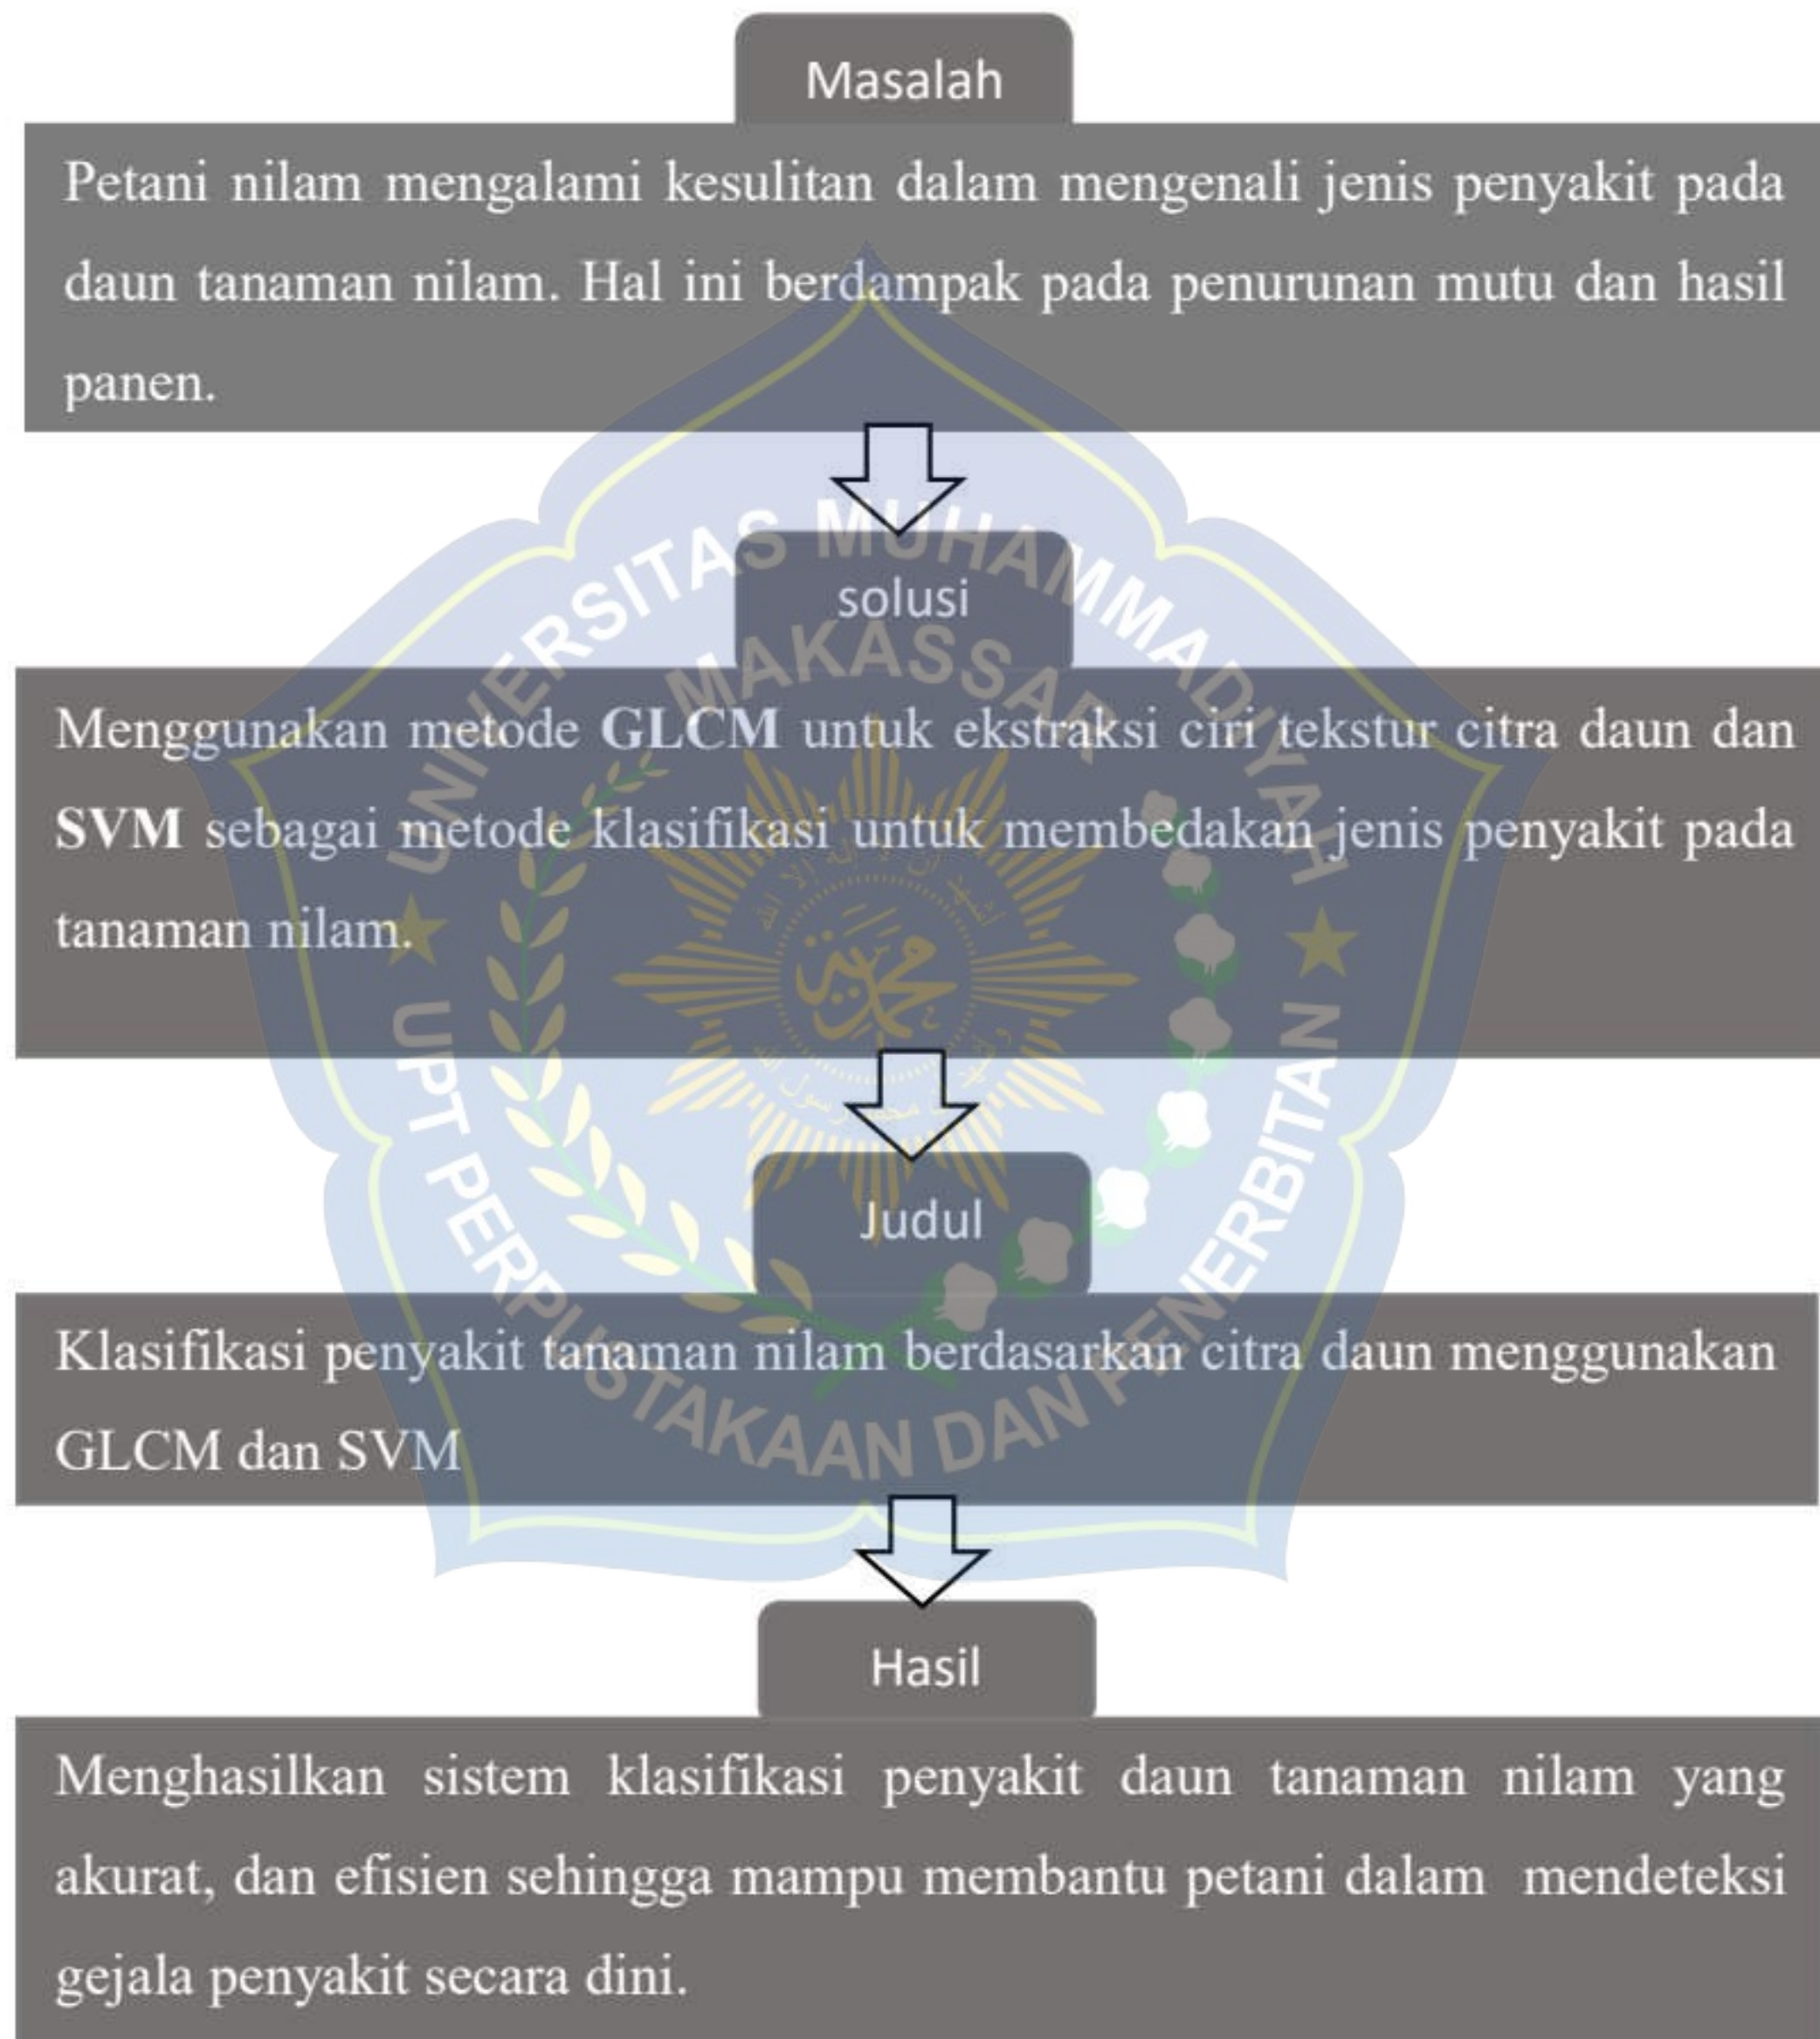 Masalah
Petani nilam mengalami kesulitan dalam mengenali jenis penyakit pada
daun tanaman nilam. Hal ini berdampak pada penurunan mutu dan hasil
panen.
UNIVERSITAS MUHAMMADIYAH
MAKASSAR
solusi
Menggunakan metode GLCM untuk ekstraksi ciri tekstur citra daun dan
SVM sebagai metode klasifikasi untuk membedakan jenis penyakit pada
tanaman nilam.
محمدية
UPT PERPUSTAKAAN DAN PENERBITAN
Judul
Klasifikasi penyakit tanaman nilam berdasarkan citra daun menggunakan
GLCM dan SVM
Hasil
Menghasilkan sistem klasifikasi penyakit daun tanaman nilam yang
akurat, dan efisien sehingga mampu membantu petani dalam mendeteksi
gejala penyakit secara dini.